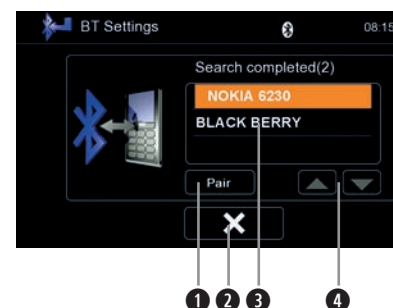 BT Settings 08:15
Search completed(2)
NOKIA 6230
BLACK BERRY
Pair
1 2 3 4